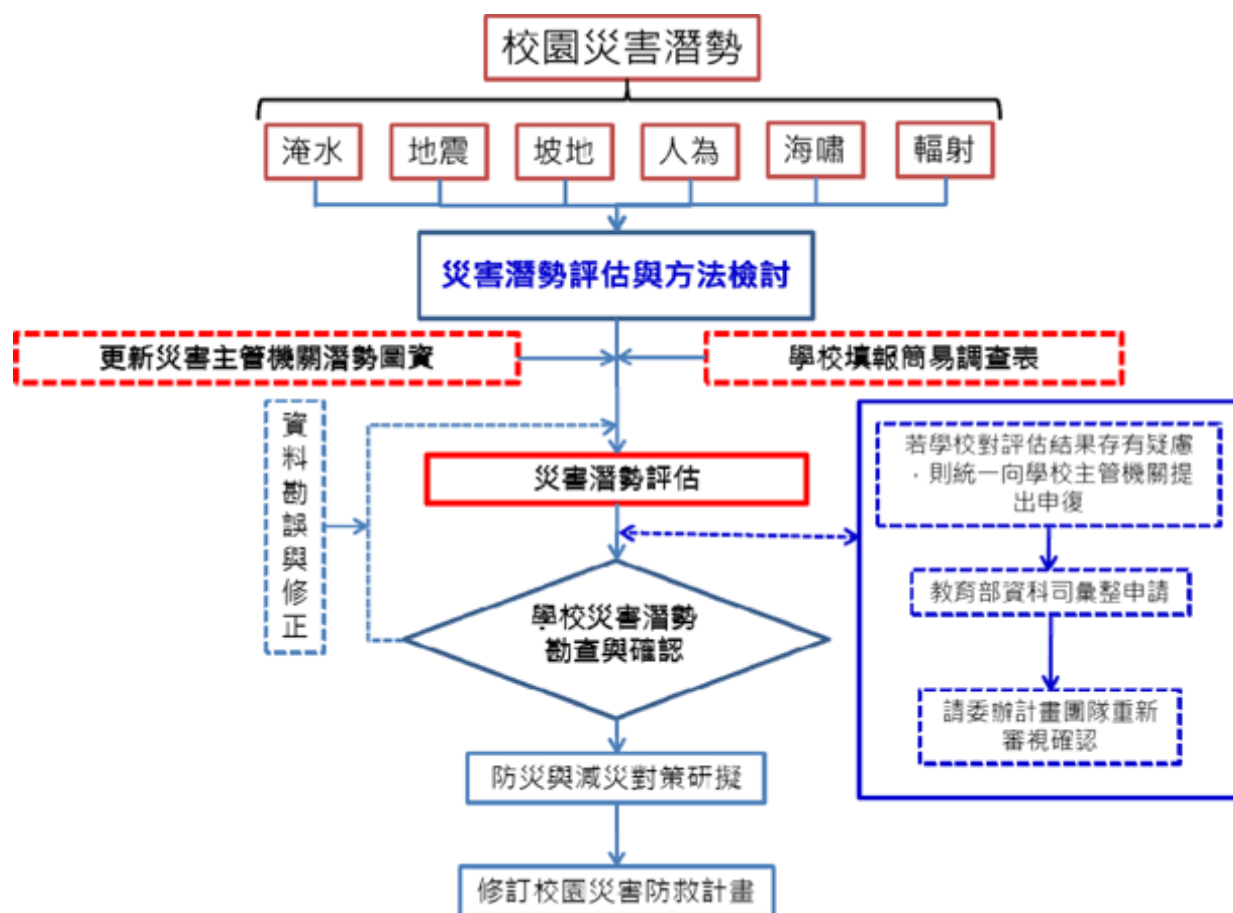 校園災害潛勢
淹水
地震
坡地
人為
海嘯
輻射
災害潛勢評估與方法檢討
更新災害主管機關潛勢圖資
學校填報簡易調查表
資料勘誤與修正
災害潛勢評估
若學校對評估結果存有疑慮
，則統一向學校主管機關提
出申復
教育部資科司彙整申請
學校災害潛勢
勘查與確認
請委辦計畫團隊重新
審視確認
防災與減災對策研擬
修訂校園災害防救計畫